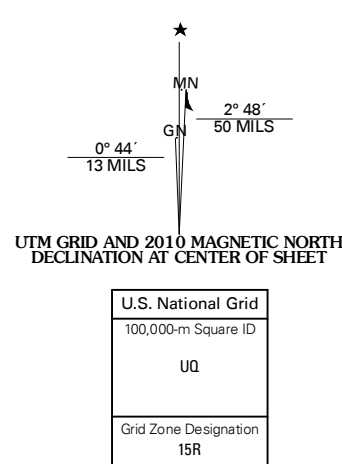 ★
MN
2° 48´
50 MILS
GN
0° 44´
13 MILS
UTM GRID AND 2010 MAGNETIC NORTH
DECLINATION AT CENTER OF SHEET
U.S. National Grid
100,000-m Square ID
UQ
Grid Zone Designation
15R